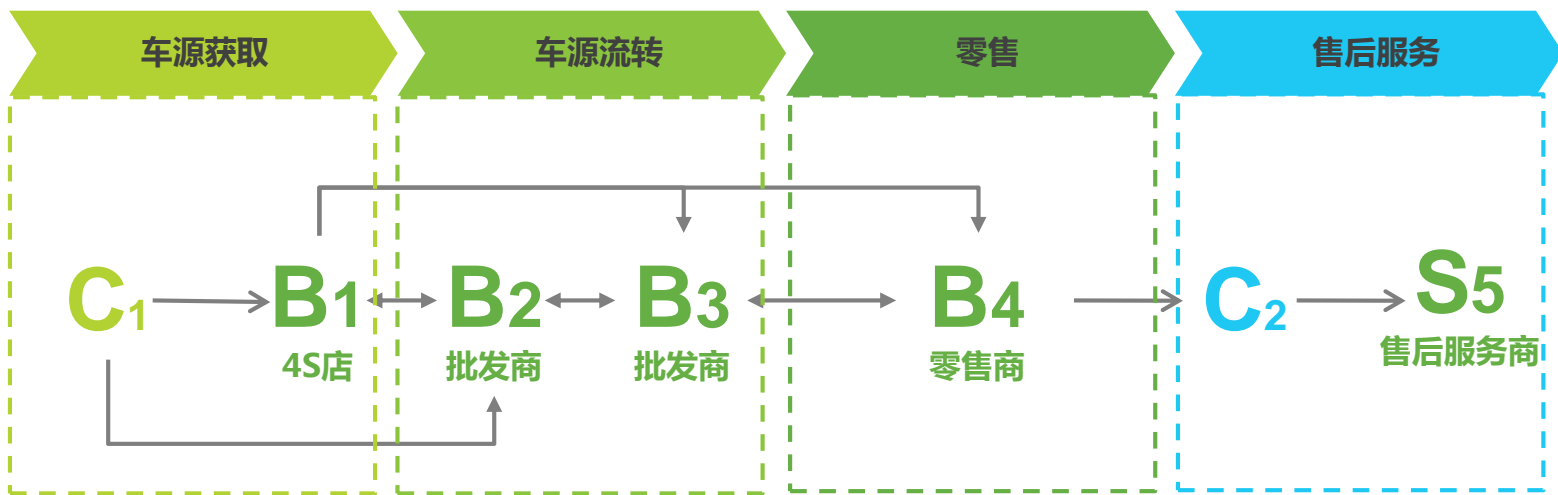 车源获取
车源流转
零售
售后服务
C1
B1
B2
B3
B4
C2
S5
4S店
批发商
批发商
零售商
售后服务商